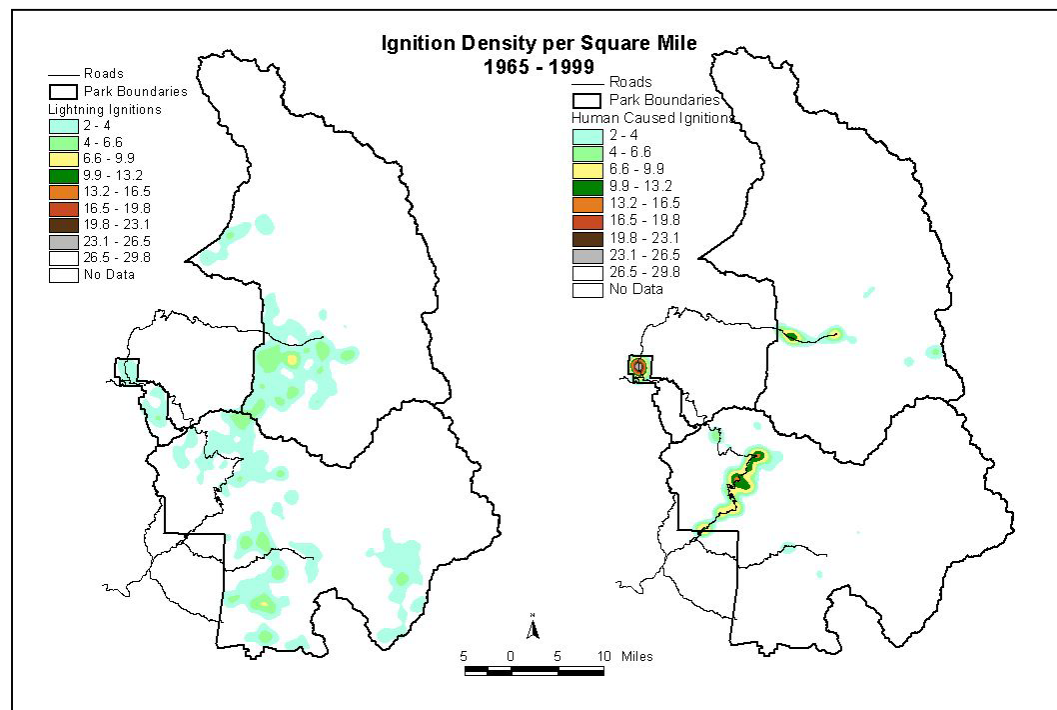 Ignition Density per Square Mile
1965 - 1999
Roads
Park Boundaries
Lightning Ignitions
2 - 4
4 - 6.6
6.6 - 9.9
9.9 - 13.2
13.2 - 16.5
16.5 - 19.8
19.8 - 23.1
23.1 - 26.5
26.5 - 29.8
No Data
Roads
Park Boundaries
Human Caused Ignitions
2 - 4
4 - 6.6
6.6 - 9.9
9.9 - 13.2
13.2 - 16.5
16.5 - 19.8
19.8 - 23.1
23.1 - 26.5
26.5 - 29.8
No Data
5 0 5 10 Miles